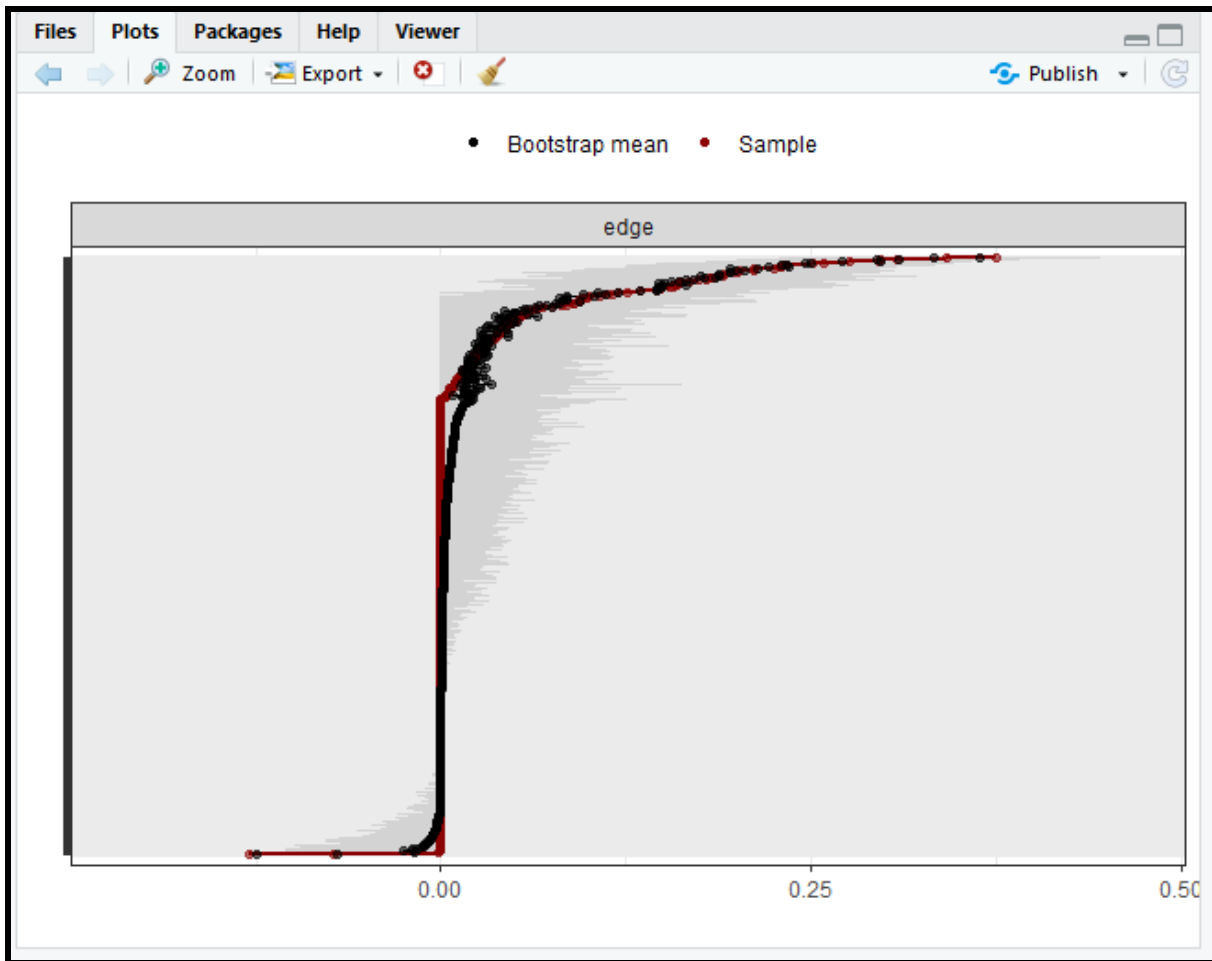 Files Plots Packages Help Viewer
Zoom Export Publish
Bootstrap mean Sample
edge
0.00 0.25 0.50